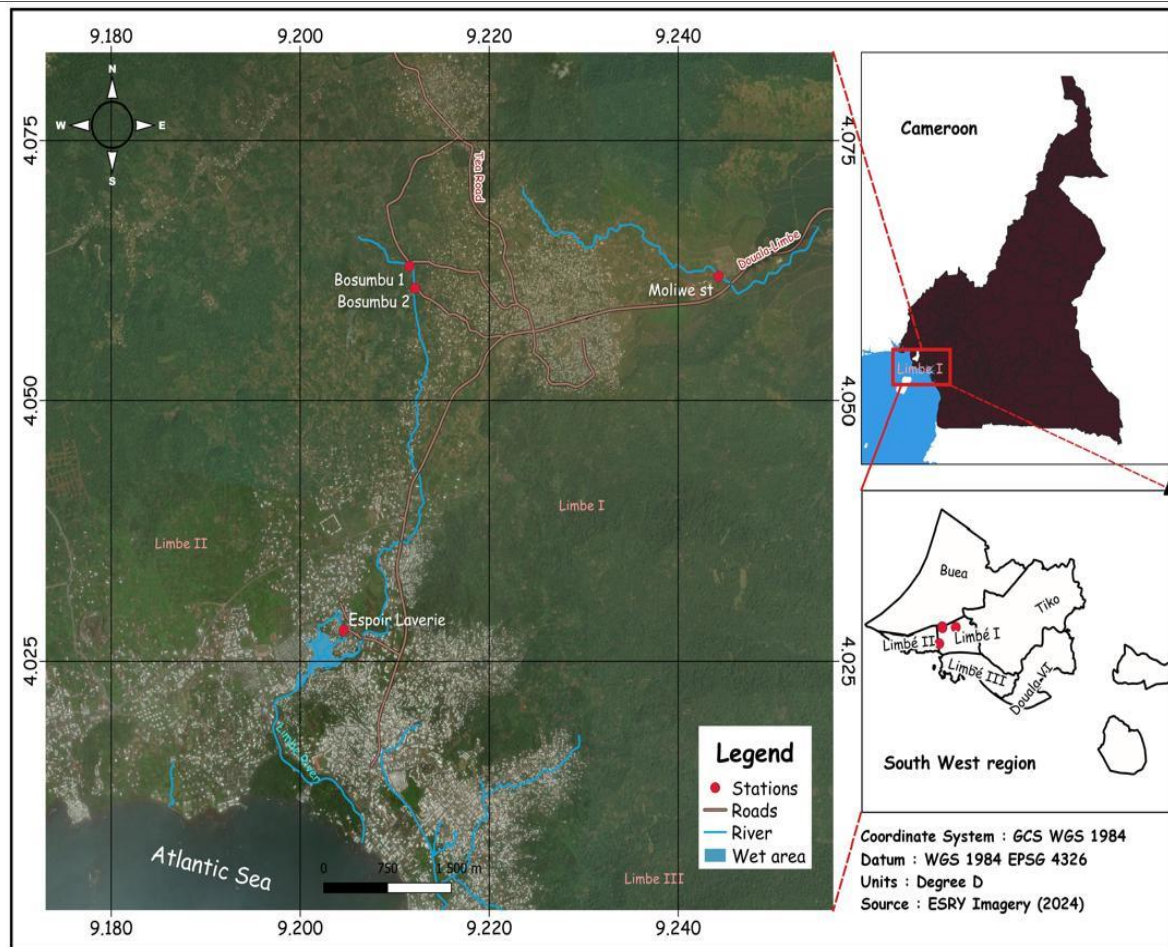 9.180 9.200 9.220 9.240
N
W E
S
4.075
4.075
Tea Road
Douala-Limbe
Bosumbu 1
Bosumbu 2
Moliwe st
4.050
4.050
Limbe I
Limbe II
Espoir Laverie
4.025
4.025
Limbe River
Atlantic Sea
Limbe III
0 750 1 500 m
Legend
Stations
Roads
River
Wet area
9.180 9.200 9.220 9.240
Cameroon
Limbe I
Buea
Tiko
Limbé II
Limbé I
Limbé III
Douala-VI
South West region
Coordinate System : GCS WGS 1984
Datum : WGS 1984 EPSG 4326
Units : Degree D
Source : ESRY Imagery (2024)